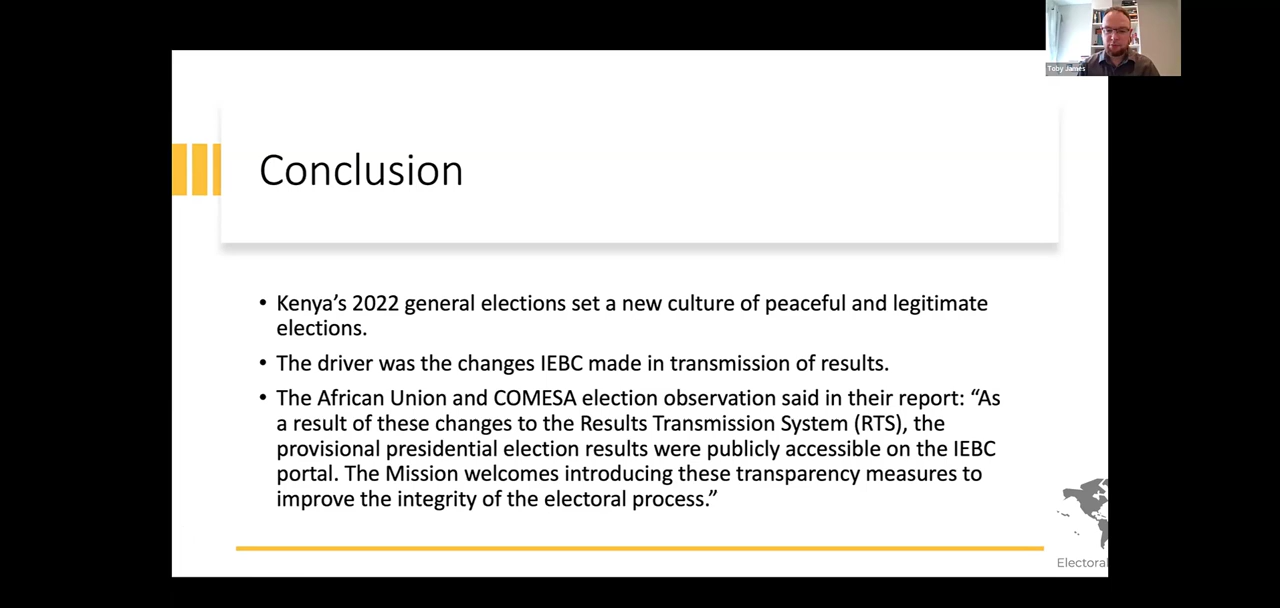 Toby James
Conclusion
• Kenya’s 2022 general elections set a new culture of peaceful and legitimate
elections.
• The driver was the changes IEBC made in transmission of results.
• The African Union and COMESA election observation said in their report: “As
a result of these changes to the Results Transmission System (RTS), the
provisional presidential election results were publicly accessible on the IEBC
portal. The Mission welcomes introducing these transparency measures to
improve the integrity of the electoral process.”
Electoral